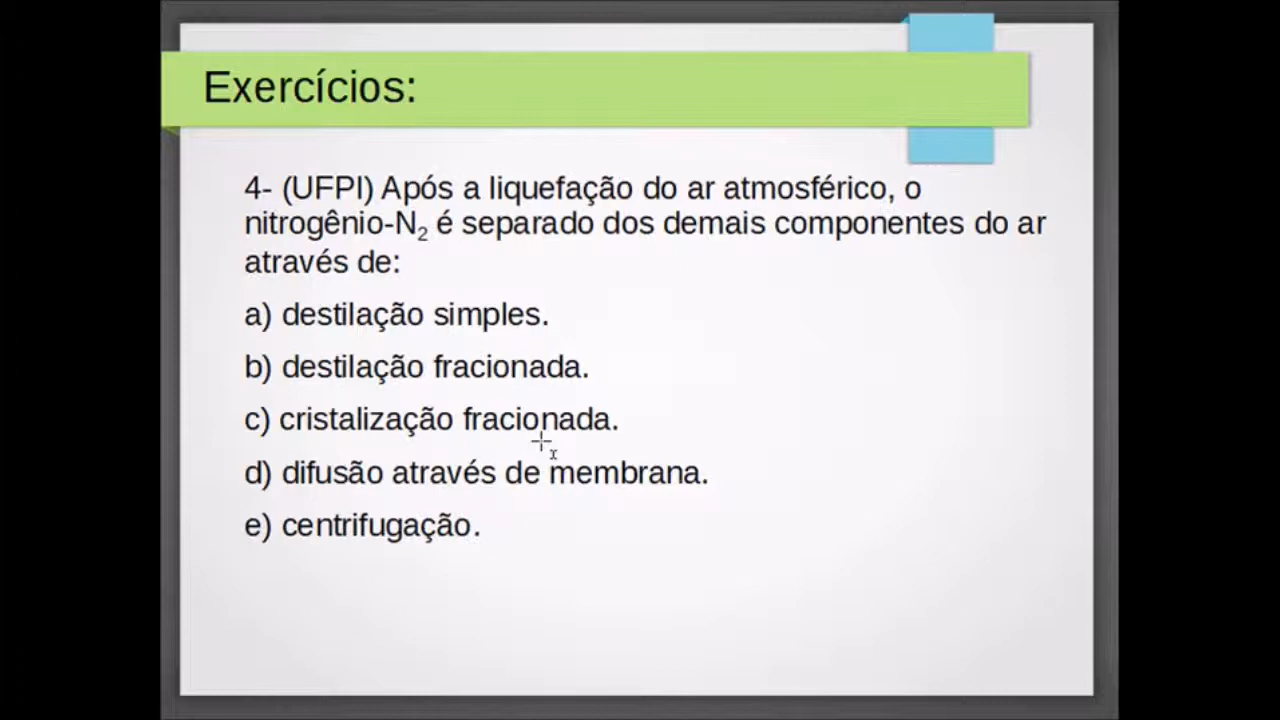 Exercícios:
4- (UFPI) Após a liquefação do ar atmosférico, o
nitrogênio-N₂ é separado dos demais componentes do ar
através de:
a) destilação simples.
b) destilação fracionada.
c) cristalização fracionada.
d) difusão através de membrana.
e) centrifugação.